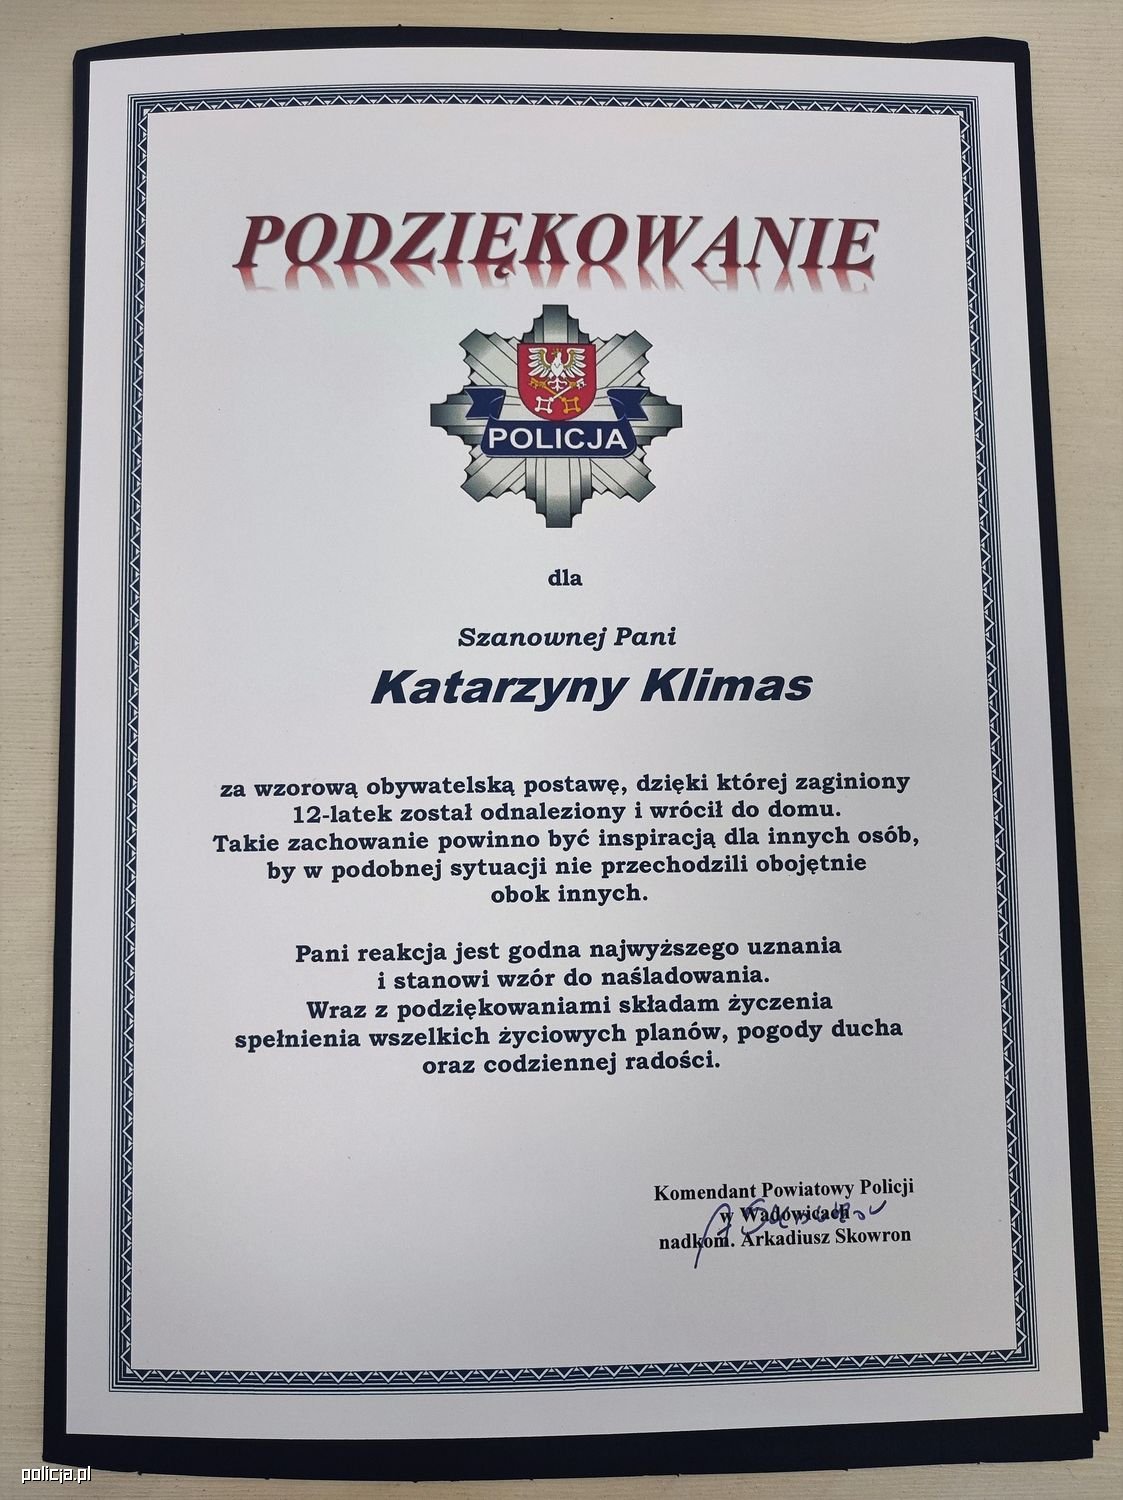 PODZIĘKOWANIE
POLICJA
dla
Szanownej Pani
Katarzyny Klimas
za wzorową obywatelską postawę, dzięki której zaginiony
12-latek został odnaleziony i wrócił do domu.
Takie zachowanie powinno być inspiracją dla innych osób,
by w podobnej sytuacji nie przechodzili obojętnie
obok innych.
Pani reakcja jest godna najwyższego uznania
i stanowi wzór do naśladowania.
Wraz z podziękowaniami składam życzenia
spełnienia wszelkich życiowych planów, pogody ducha
oraz codziennej radości.
Komendant Powiatowy Policji
w Wadowicach
nadkom. Arkadiusz Skowron
policja.pl